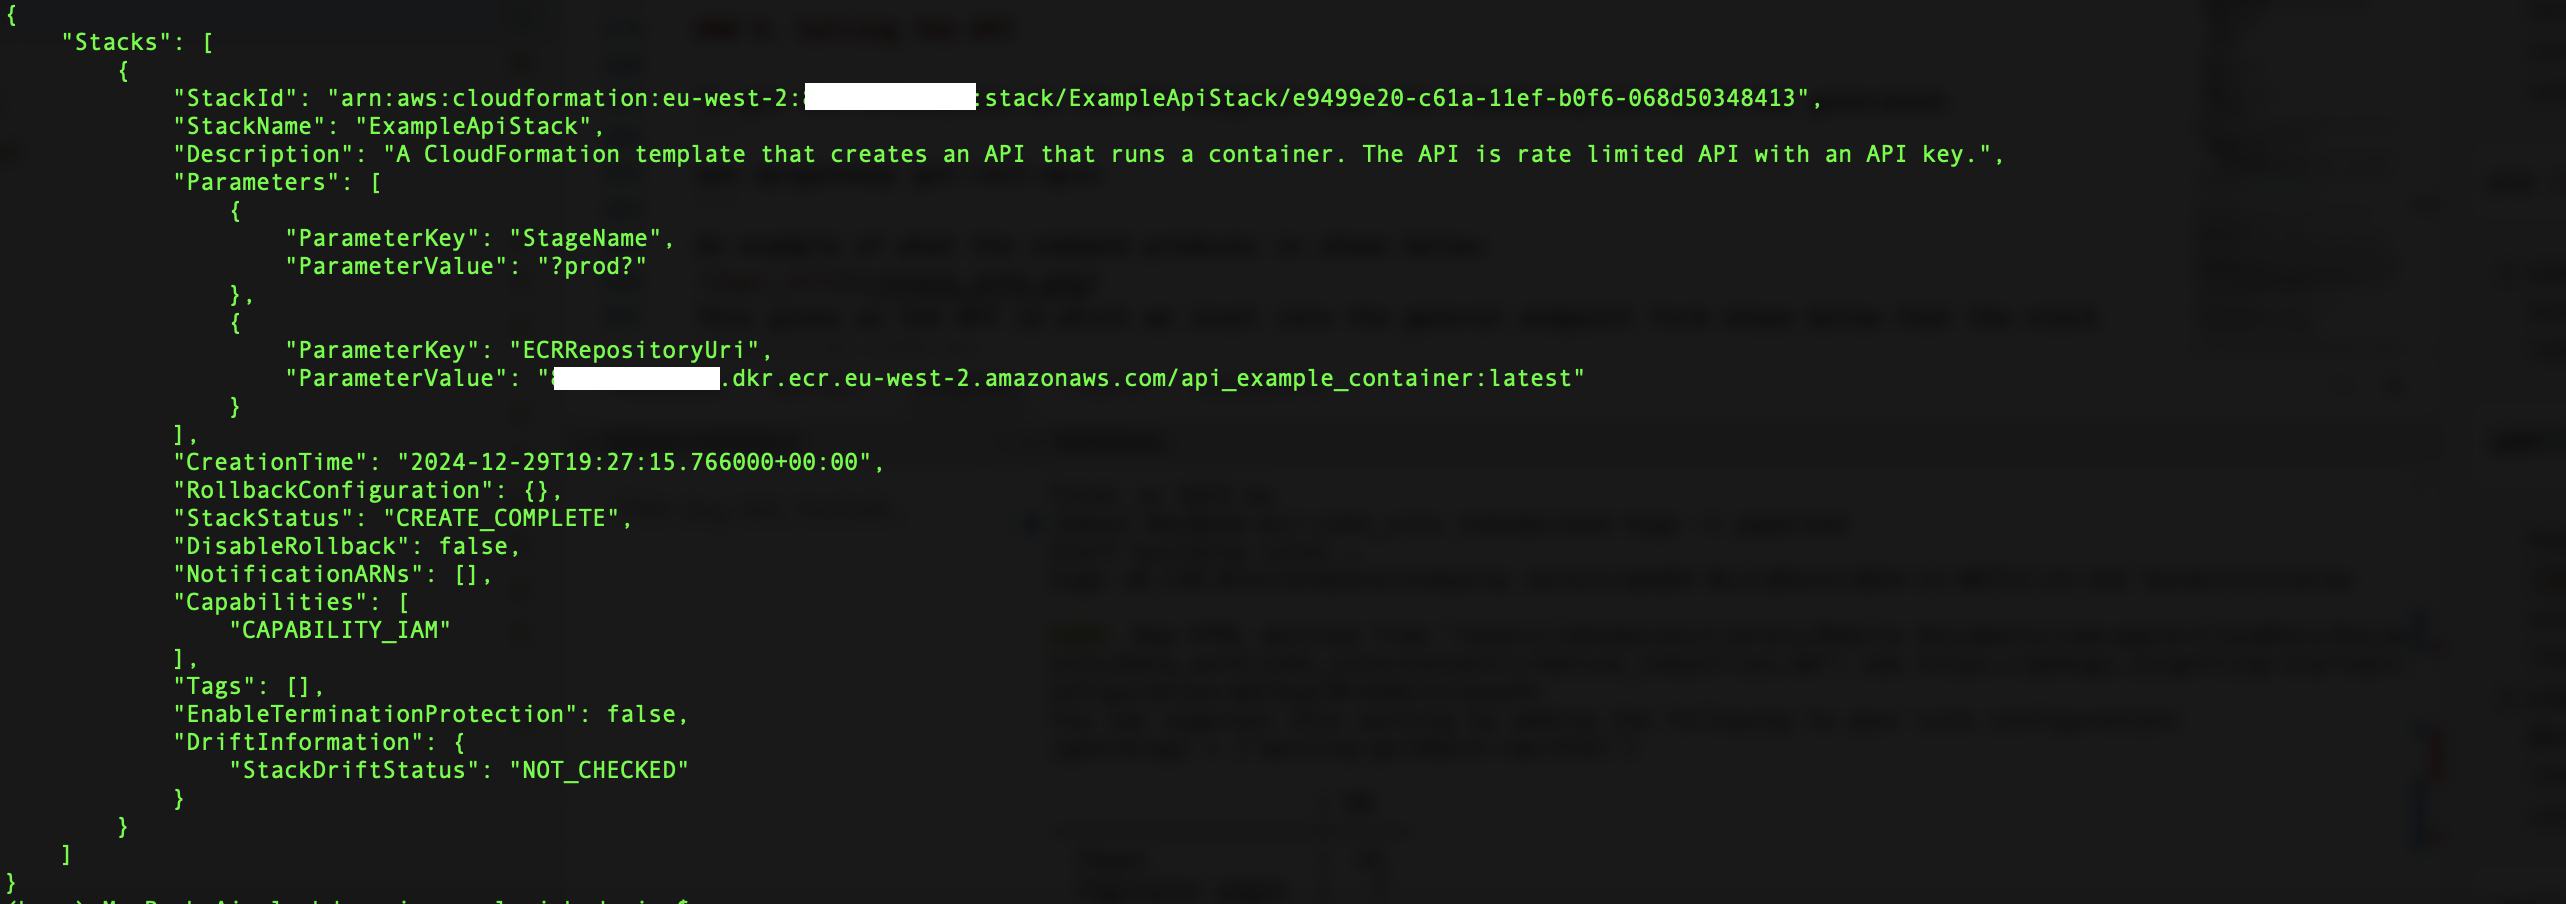 {
    "Stacks": [
        {
            "StackId": "arn:aws:cloudformation:eu-west-2: :stack/ExampleApiStack/e9499e20-c61a-11ef-b0f6-068d50348413",
            "StackName": "ExampleApiStack",
            "Description": "A CloudFormation template that creates an API that runs a container. The API is rate limited API with an API key.",
            "Parameters": [
                {
                    "ParameterKey": "StageName",
                    "ParameterValue": "?prod?"
                },
                {
                    "ParameterKey": "ECRRepositoryUri",
                    "ParameterValue": " .dkr.ecr.eu-west-2.amazonaws.com/api_example_container:latest"
                }
            ],
            "CreationTime": "2024-12-29T19:27:15.766000+00:00",
            "RollbackConfiguration": {},
            "StackStatus": "CREATE_COMPLETE",
            "DisableRollback": false,
            "NotificationARNs": [],
            "Capabilities": [
                "CAPABILITY_IAM"
            ],
            "Tags": [],
            "EnableTerminationProtection": false,
            "DriftInformation": {
                "StackDriftStatus": "NOT_CHECKED"
            }
        }
    ]
}